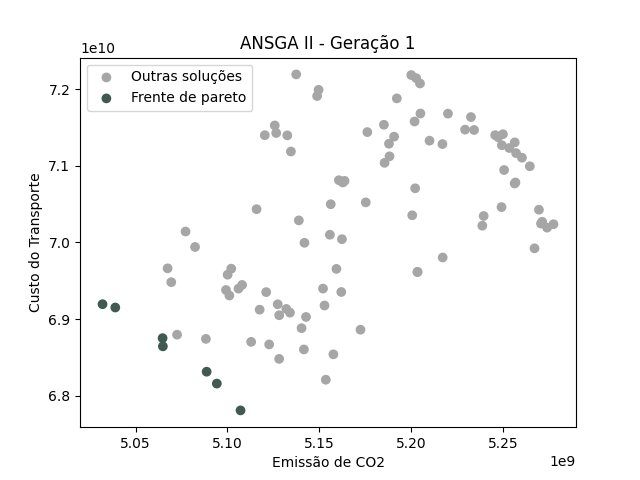 ANSGA II - Geração 1
1e10
Outras soluções
Frente de pareto
7.2
7.1
7.0
6.9
6.8
Custo do Transporte
5.05
5.10
5.15
5.20
5.25
Emissão de CO2
1e9